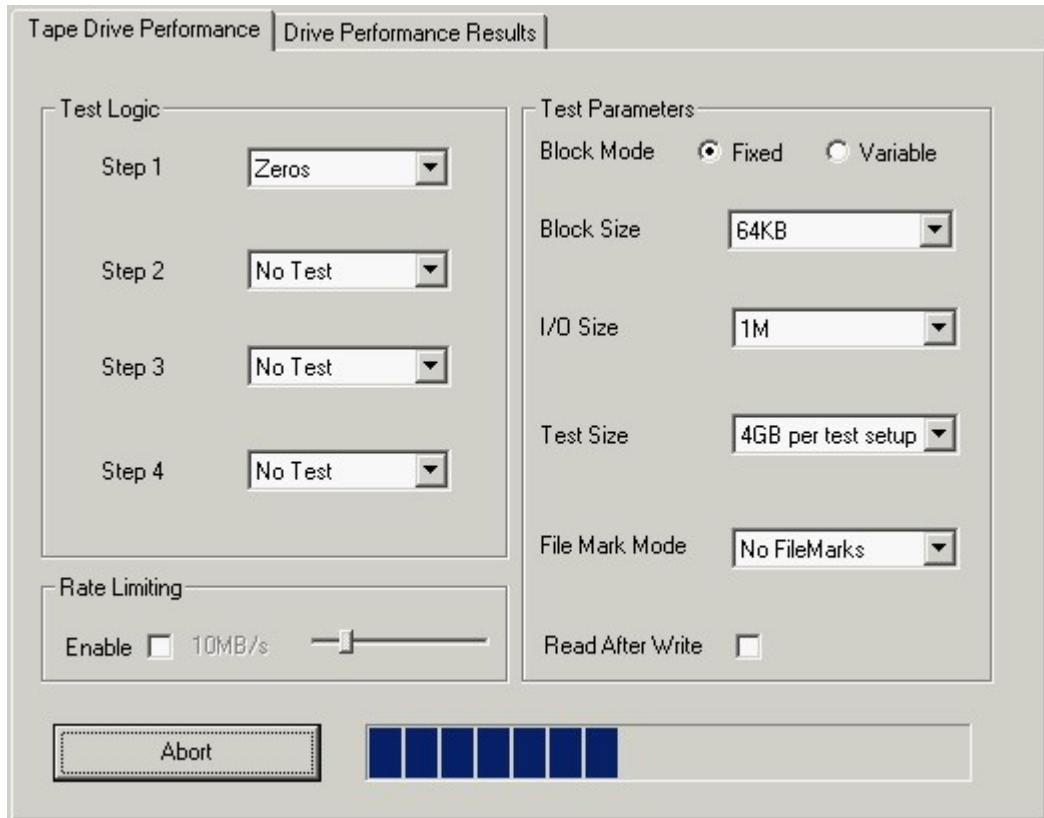 Tape Drive Performance
Drive Performance Results
Test Logic
Step 1 Zeros
Step 2 No Test
Step 3 No Test
Step 4 No Test
Rate Limiting
Enable 10MB/s
Test Parameters
Block Mode Fixed Variable
Block Size 64KB
I/O Size 1M
Test Size 4GB per test setup
File Mark Mode No FileMarks
Read After Write
Abort